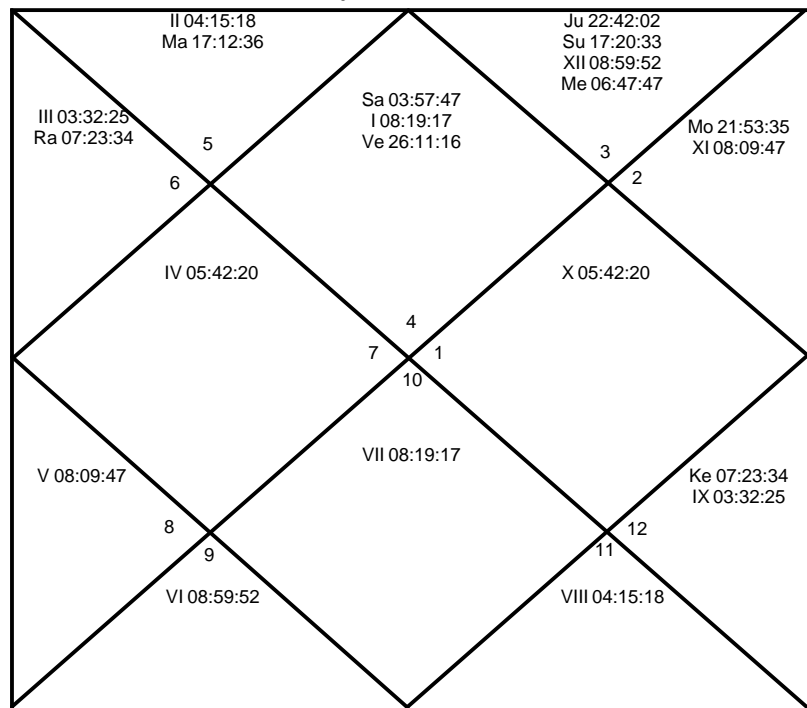 II 04:15:18
Ma 17:12:36
Ju 22:42:02
Su 17:20:33
XII 08:59:52
Me 06:47:47
Sa 03:57:47
I 08:19:17
Ve 26:11:16
III 03:32:25
Ra 07:23:34
Mo 21:53:35
XI 08:09:47
5
3
6
2
IV 05:42:20
X 05:42:20
4
7
1
10
VII 08:19:17
V 08:09:47
Ke 07:23:34
IX 03:32:25
8
12
9
11
VI 08:59:52
VIII 04:15:18